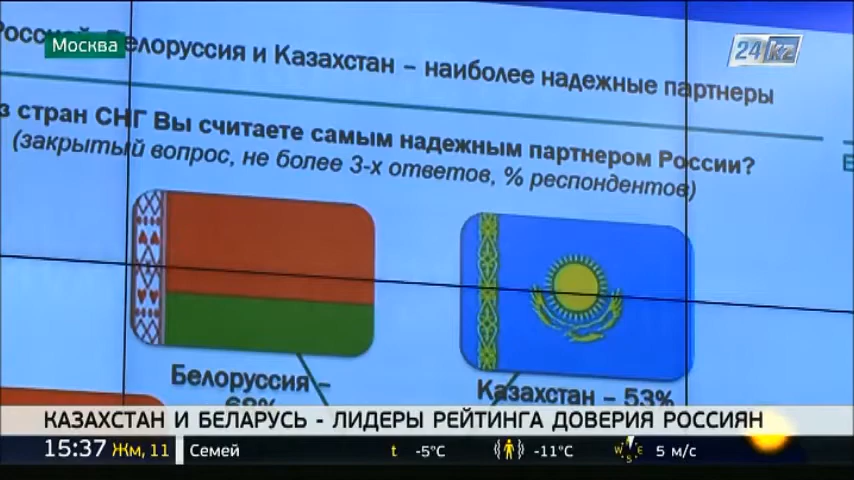 Москва
24kz
Белоруссия и Казахстан – наиболее надежные партнеры
з стран СНГ Вы считаете самым надежным партнером России?
(закрытый вопрос, не более 3-х ответов, % респондентов)
Белоруссия –
68%
Казахстан – 53%
КАЗАХСТАН И БЕЛАРУСЬ - ЛИДЕРЫ РЕЙТИНГА ДОВЕРИЯ РОССИЯН
15:37 Жм, 11 Семей t -5°C -11°C W S E 5 м/с